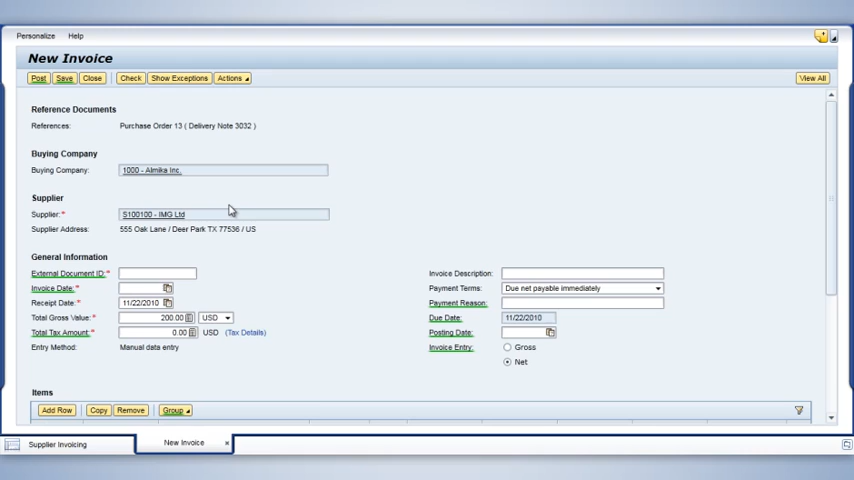 Personalize Help
New Invoice
Post Save Close Check Show Exceptions Actions View All
Reference Documents
References: Purchase Order 13 ( Delivery Note 3032 )
Buying Company
Buying Company: 1000 - Almika Inc.
Supplier
Supplier:* S100100 - IMG Ltd
Supplier Address: 555 Oak Lane / Deer Park TX 77536 / US
General Information
External Document ID:* Invoice Description:
Invoice Date:* Payment Terms: Due net payable immediately
Receipt Date:* 11/22/2010 Payment Reason:
Total Gross Value:* 200.00 USD Due Date: 11/22/2010
Total Tax Amount:* 0.00 USD (Tax Details) Posting Date:
Entry Method: Manual data entry Invoice Entry: Gross
Net
Items
Add Row Copy Remove Group
Supplier Invoicing New Invoice